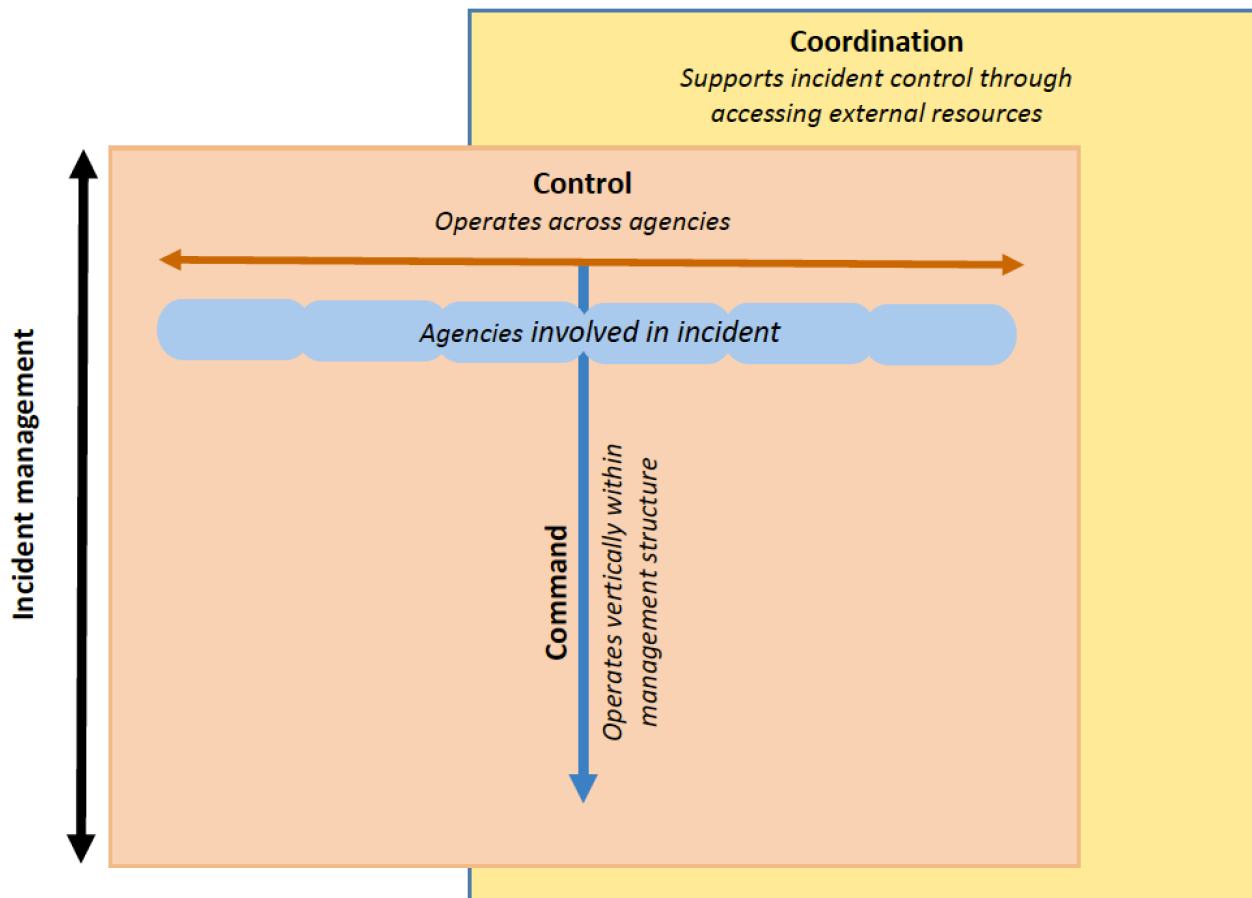 Coordination
Supports incident control through
accessing external resources
Control
Operates across agencies
Agencies involved in incident
Incident management
Command
Operates vertically within
management structure